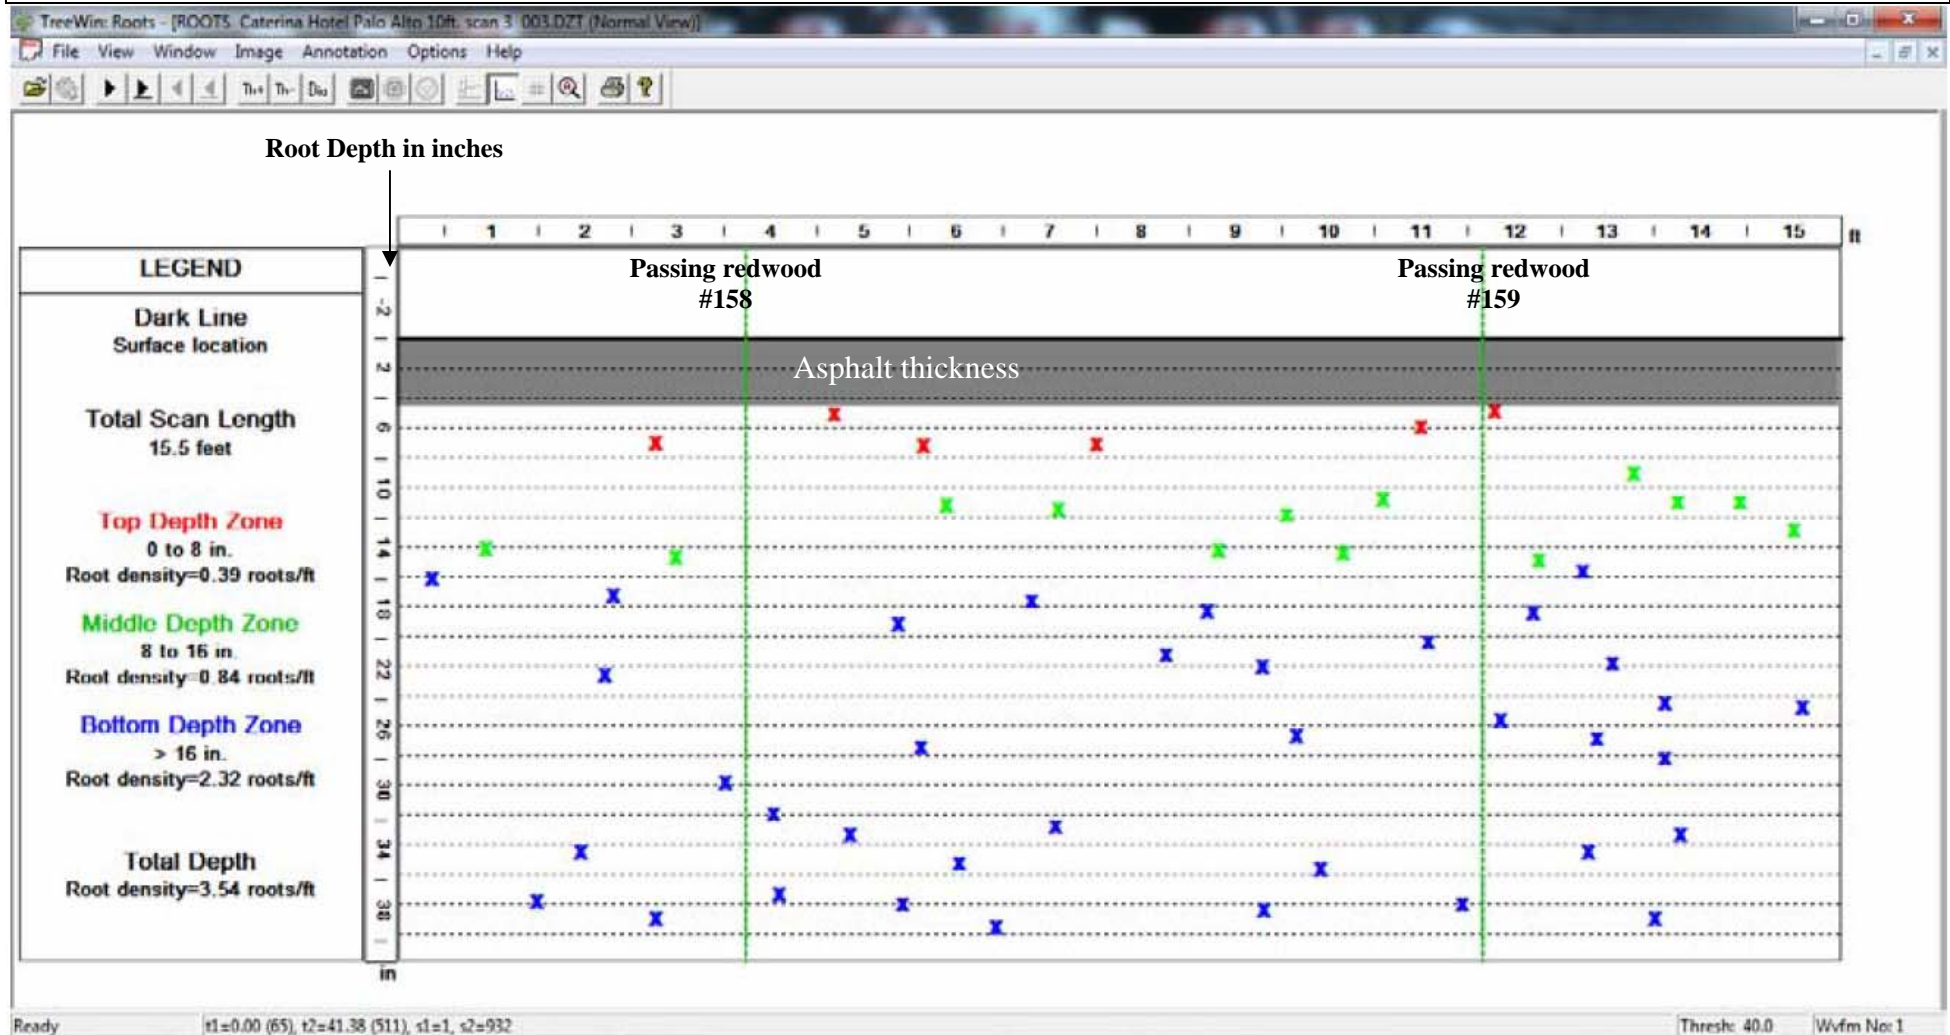 TreeWin: Roots - [ROOTS. Caterina Hotel Palo Alto 10ft. scan 3 003.DZT (Normal View)]
File View Window Image Annotation Options Help
Th+ Th-
Root Depth in inches
1 2 3 4 5 6 7 8 9 10 11 12 13 14 15 ft
LEGEND
Dark Line
Surface location
Total Scan Length
15.5 feet
Top Depth Zone
0 to 8 in.
Root density=0.39 roots/ft
Middle Depth Zone
8 to 16 in.
Root density=0.84 roots/ft
Bottom Depth Zone
> 16 in.
Root density=2.32 roots/ft
Total Depth
Root density=3.54 roots/ft
-2
2
6
10
14
18
22
26
30
34
38
in
Passing redwood
#158
Passing redwood
#159
Asphalt thickness
Ready t1=0.00 (65), t2=41.38 (511), s1=1, s2=932 Thresh: 40.0 Wvfm No: 1